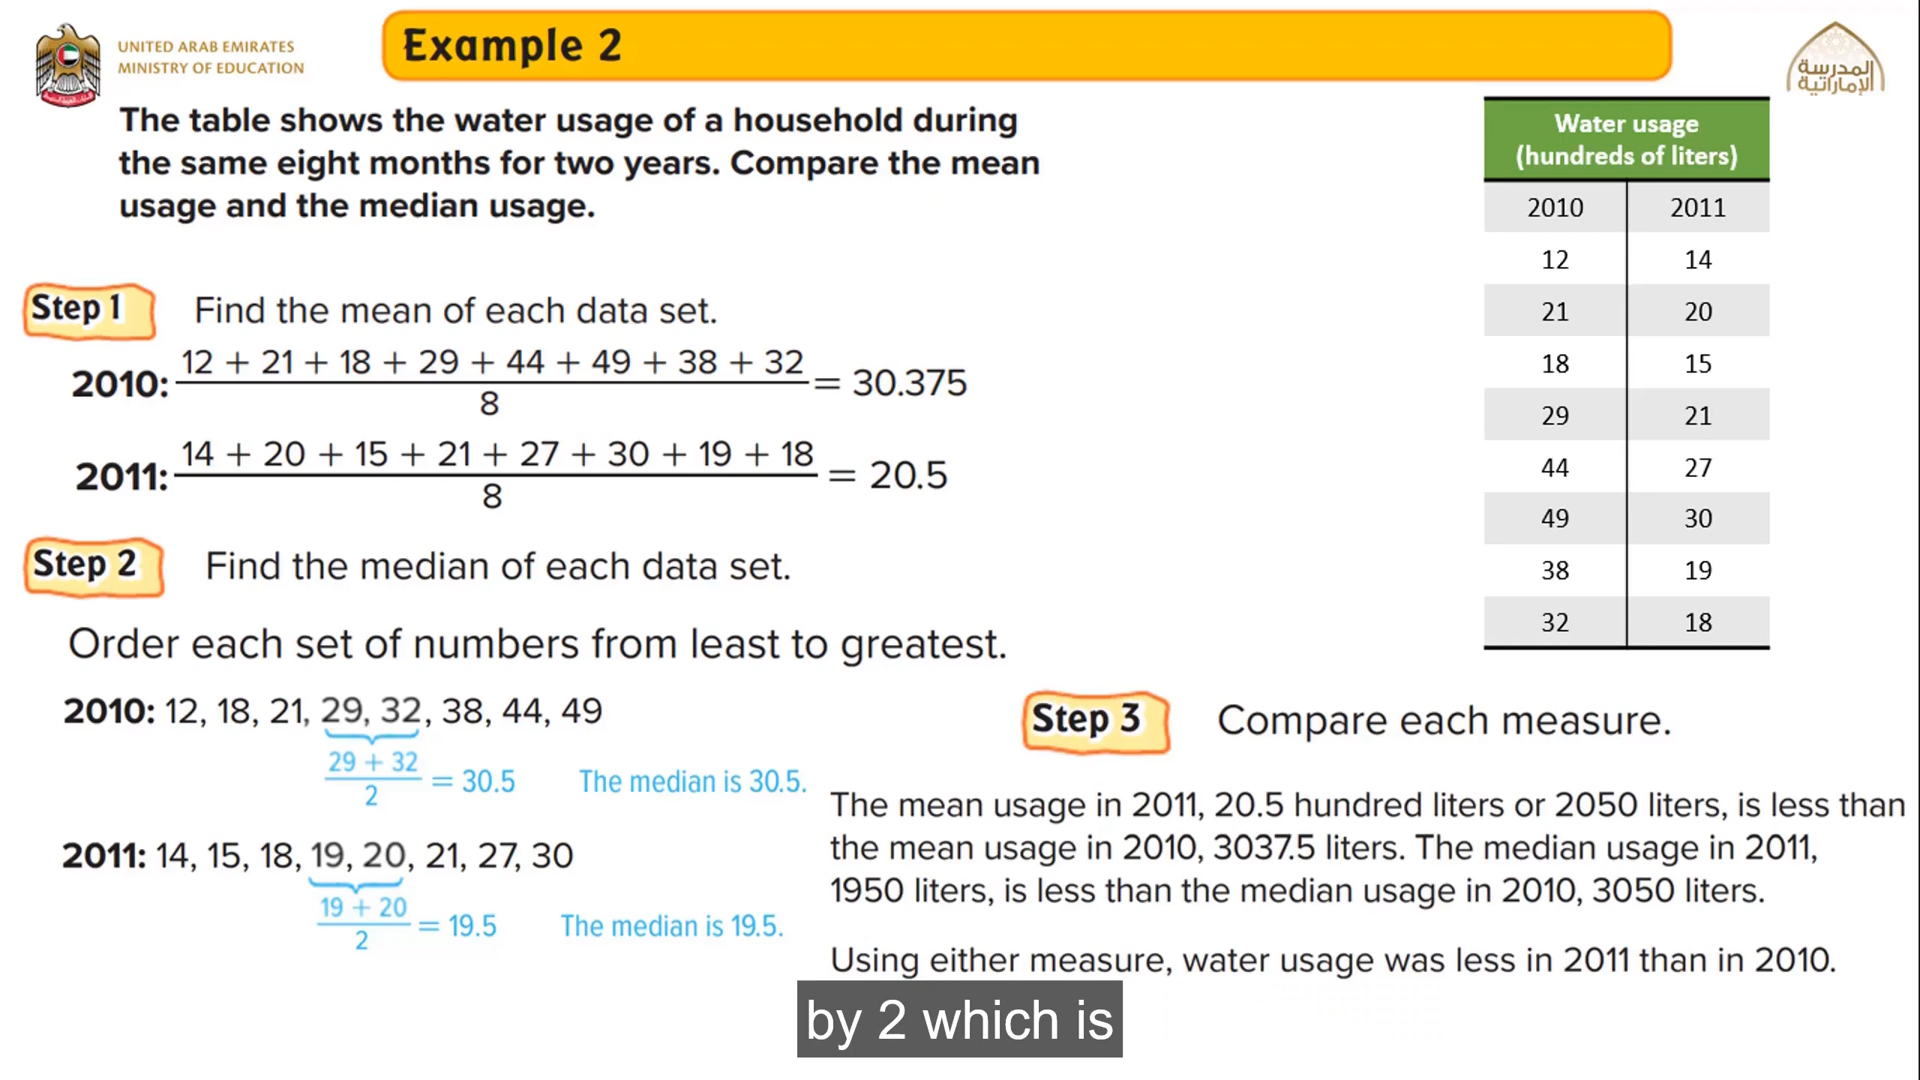 UNITED ARAB EMIRATES
MINISTRY OF EDUCATION
Example 2
المدرسة
الإماراتية
The table shows the water usage of a household during
the same eight months for two years. Compare the mean
usage and the median usage.
Water usage
(hundreds of liters)
2010 2011
12 14
21 20
18 15
29 21
44 27
49 30
38 19
32 18
Step 1 Find the mean of each data set.
12 + 21 + 18 + 29 + 44 + 49 + 38 + 32
2010: = 30.375
8
14 + 20 + 15 + 21 + 27 + 30 + 19 + 18
2011: = 20.5
8
Step 2 Find the median of each data set.
Order each set of numbers from least to greatest.
2010: 12, 18, 21, 29, 32, 38, 44, 49
29 + 32
= 30.5 The median is 30.5.
2
2011: 14, 15, 18, 19, 20, 21, 27, 30
19 + 20
= 19.5 The median is 19.5.
2
Step 3 Compare each measure.
The mean usage in 2011, 20.5 hundred liters or 2050 liters, is less than
the mean usage in 2010, 3037.5 liters. The median usage in 2011,
1950 liters, is less than the median usage in 2010, 3050 liters.
Using either measure, water usage was less in 2011 than in 2010.
by 2 which is